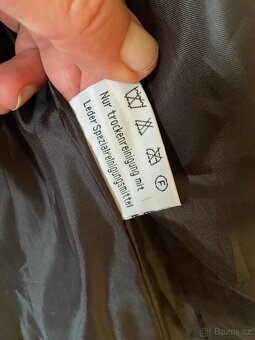 Nur trockenreinigung mit
Leder Spezialreinigungsmittel
F
Bazos.cz